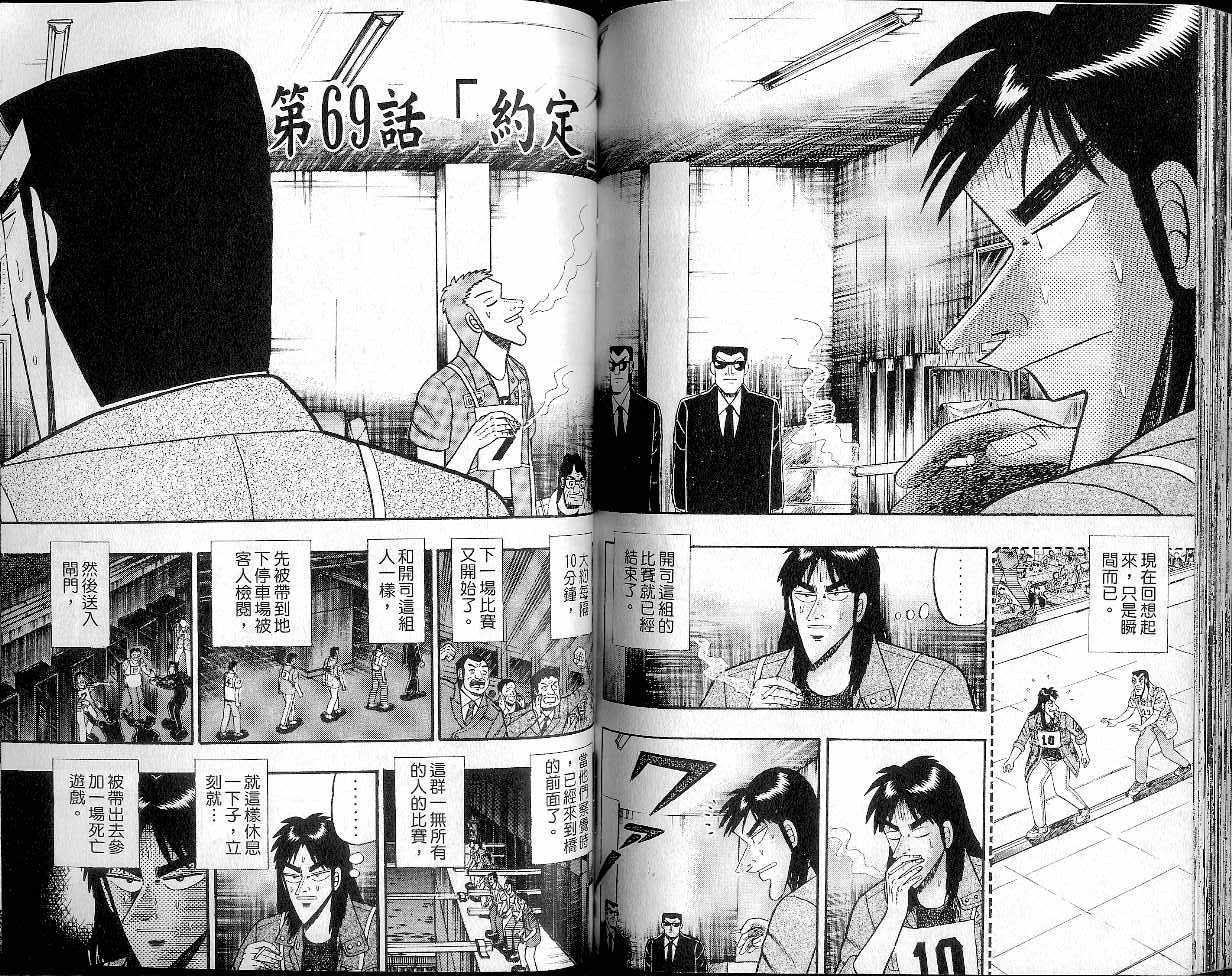 第69話「約定」
現在回想起
來，只是瞬
間而已。
10
………
開司這組的
比賽就已經
結束了。
10
フ
フ
大約每隔
10分鐘，
下一場比賽
又開始了。
和開司這組
人一樣，
先被帶到地
下停車場被
客人檢閱，
然後送入
閘門，
當他們察覺時
，已經來到橋
的前面了。
這群一無所有
的人的比賽，
………
就這樣休息
一下子，立
刻就…
被帶出去參
加一場死亡
遊戲。